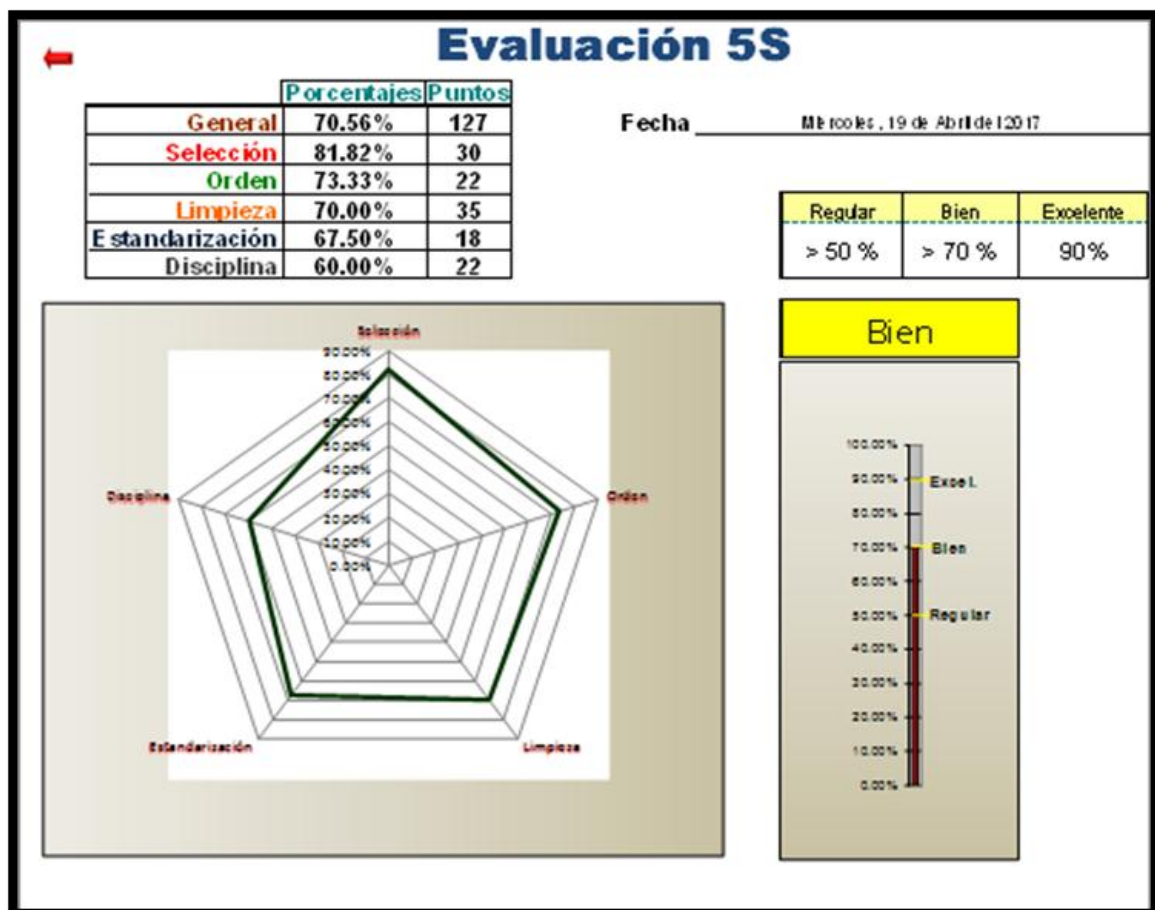 Evaluación 5S
Porcentajes Puntos
General 70.56% 127
Selección 81.82% 30
Orden 73.33% 22
Limpieza 70.00% 35
Estandarización 67.50% 18
Disciplina 60.00% 22
Fecha Miércoles, 19 de Abril del 2017
Regular Bien Excelente
> 50 % > 70 % 90%
Bien
Selección
90.00%
80.00%
70.00%
60.00%
50.00%
40.00%
30.00%
20.00%
10.00%
0.00%
Disciplina
Orden
Estandarización
Limpieza
100.00%
90.00% Excel.
80.00%
70.00% Bien
60.00%
50.00% Regular
40.00%
30.00%
20.00%
10.00%
0.00%